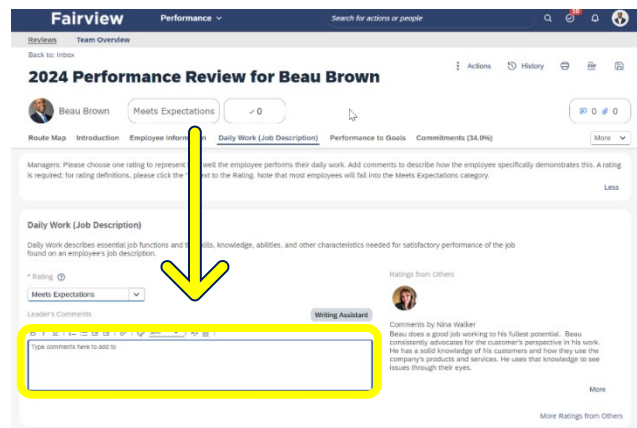 Fairview Performance Search for actions or people 18
Reviews Team Overview
Back to: Inbox
2024 Performance Review for Beau Brown
Actions History
Beau Brown Meets Expectations 0 0 0
Route Map Introduction Employee Information Daily Work (Job Description) Performance to Goals Commitments (34.0%) More
Managers: Please choose one rating to represent well the employee performs their daily work. Add comments to describe how the employee specifically demonstrates this. A rating
is required; for rating definitions, please click the next to the Rating. Note that most employees will fall into the Meets Expectations category.
Less
Daily Work (Job Description)
Daily Work describes essential job functions and the skills, knowledge, abilities, and other characteristics needed for satisfactory performance of the job
found on an employee's job description.
* Rating
Meets Expectations
Leader's Comments Writing Assistant
B I U
Type comments here to add to
Ratings from Others
Comments by Nina Walker
Beau does a good job working to his fullest potential. Beau
consistently advocates for the customer's perspective in his work.
He has a solid knowledge of his customers and how they use the
company's products and services. He uses that knowledge to see
issues through their eyes.
More
More Ratings from Others